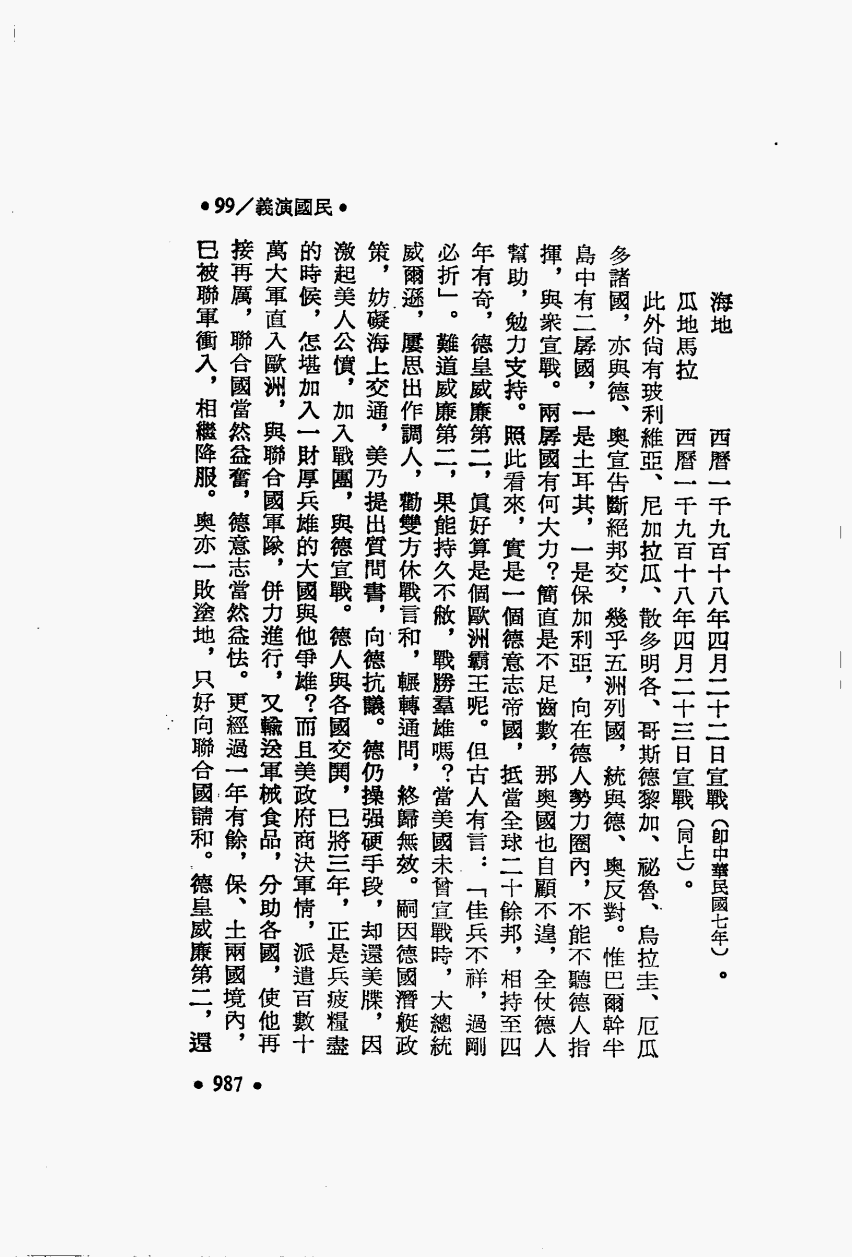 •民國演義/99•
海地　　　　西曆一千九百十八年四月二十二日宣戰（卽中華民國七年）。
瓜地馬拉　　西曆一千九百十八年四月二十三日宣戰（同上）。
此外尙有玻利維亞、尼加拉瓜、散多明各、哥斯德黎加、祕魯、烏拉圭、厄瓜
多諸國，亦與德、奧宣告斷絕邦交，幾乎五洲列國，統與德、奧反對。惟巴爾幹半
島中有二孱國，一是土耳其，一是保加利亞，向在德人勢力圈內，不能不聽德人指
揮，與衆宣戰。兩孱國有何大力？簡直是不足齒數，那奧國也自顧不遑，全仗德人
幫助，勉力支持。照此看來，實是一個德意志帝國，抵當全球二十餘邦，相持至四
年有奇，德皇威廉第二，眞好算是個歐洲霸王呢。但古人有言：「佳兵不祥，過剛
必折」。難道威廉第二，果能持久不敝，戰勝羣雄嗎？當美國未曾宣戰時，大總統
威爾遜，屢思出作調人，勸雙方休戰言和，輾轉通問，終歸無效。嗣因德國潛艇政
策，妨礙海上交通，美乃提出質問書，向德抗議。德仍操强硬手段，却還美牒，因
激起美人公憤，加入戰團，與德宣戰。德人與各國交鬨，已將三年，正是兵疲糧盡
的時候，怎堪加入一財厚兵雄的大國與他爭雄？而且美政府商決軍情，派遣百數十
萬大軍直入歐洲，與聯合國軍隊，併力進行，又輸送軍械食品，分助各國，使他再
接再厲，聯合國當然益奮，德意志當然益怯。更經過一年有餘，保、土兩國境內，
已被聯軍衝入，相繼降服。奧亦一敗塗地，只好向聯合國請和。德皇威廉第二，還
•987•